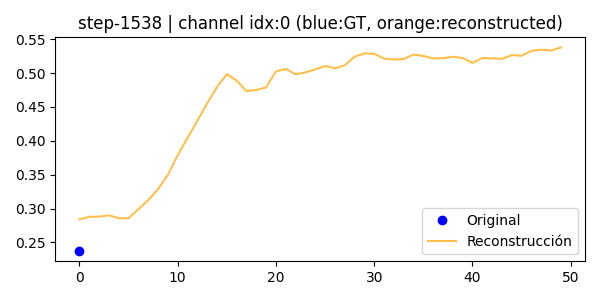 step-1538 | channel idx:0 (blue:GT, orange:reconstructed)
0.55
0.50
0.45
0.40
0.35
0.30
0.25
0 10 20 30 40 50
Original
Reconstrucción